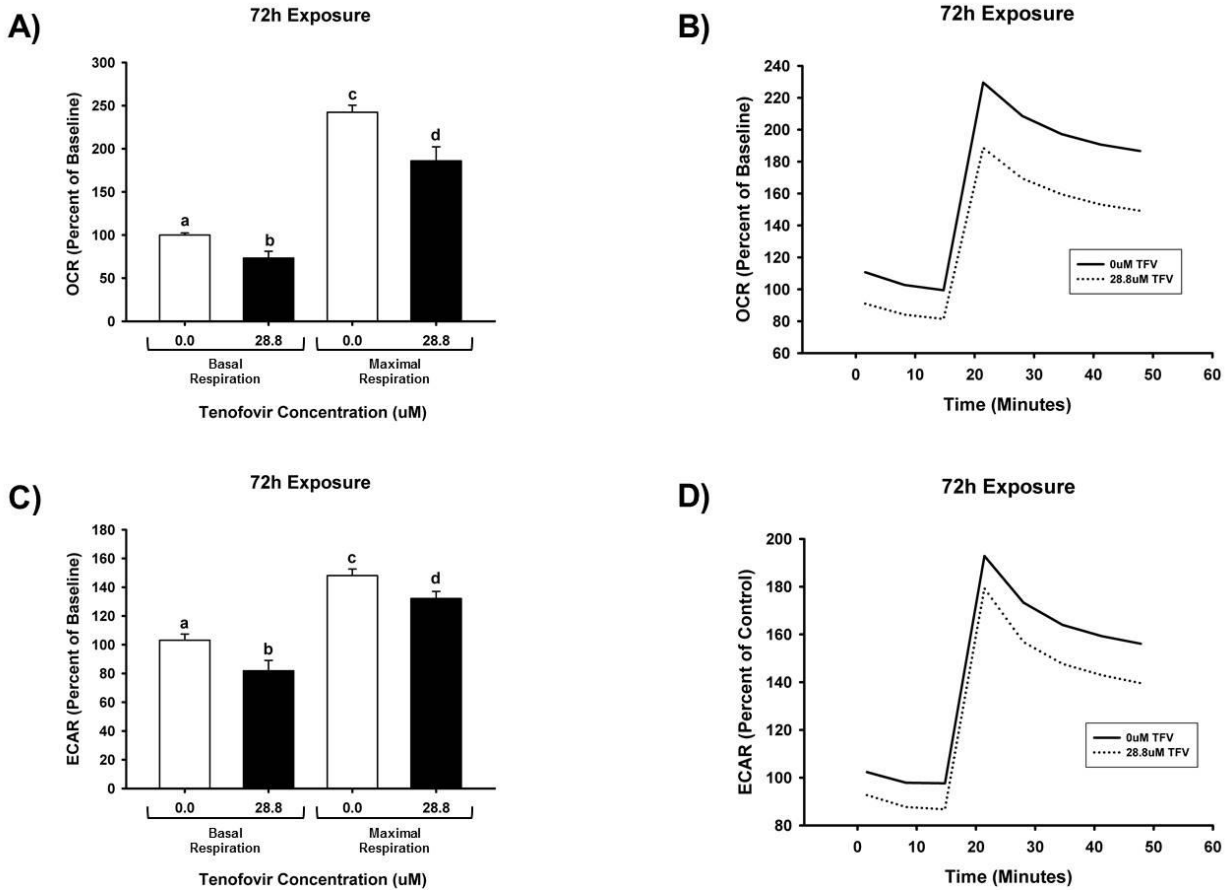 A)
72h Exposure
OCR (Percent of Baseline)
300
250
200
150
100
50
0
a
b
c
d
0.0 28.8 0.0 28.8
Basal
Respiration
Maximal
Respiration
Tenofovir Concentration (uM)
B)
72h Exposure
OCR (Percent of Baseline)
240
220
200
180
160
140
120
100
80
60
0uM TFV
28.8uM TFV
0 10 20 30 40 50 60
Time (Minutes)
C)
72h Exposure
ECAR (Percent of Baseline)
180
160
140
120
100
80
60
40
20
0
a
b
c
d
0.0 28.8 0.0 28.8
Basal
Respiration
Maximal
Respiration
Tenofovir Concentration (uM)
D)
72h Exposure
ECAR (Percent of Control)
200
180
160
140
120
100
80
0uM TFV
28.8uM TFV
0 10 20 30 40 50 60
Time (Minutes)